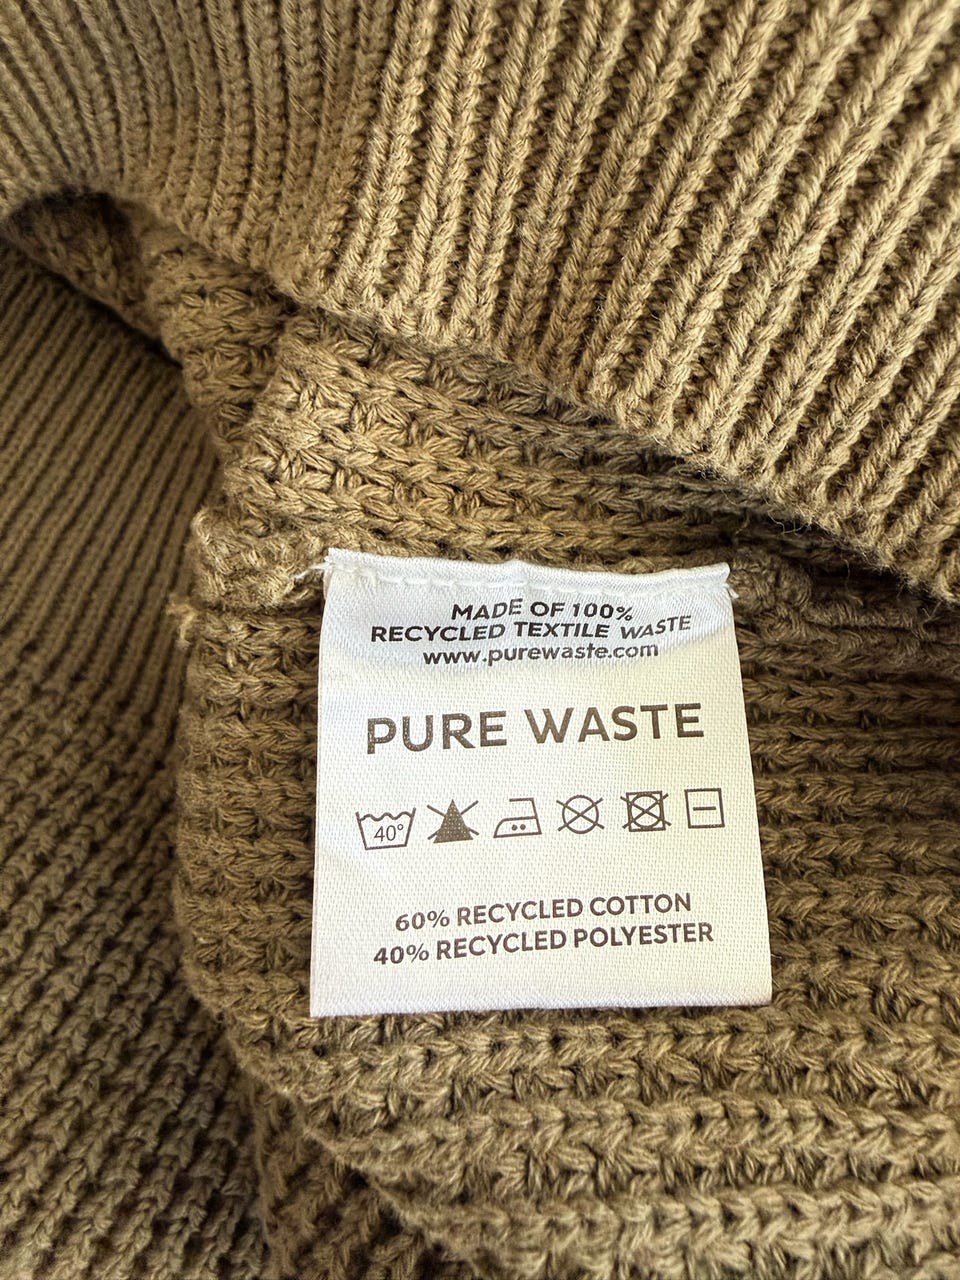 MADE OF 100%
RECYCLED TEXTILE WASTE
www.purewaste.com
PURE WASTE
40°
60% RECYCLED COTTON
40% RECYCLED POLYESTER